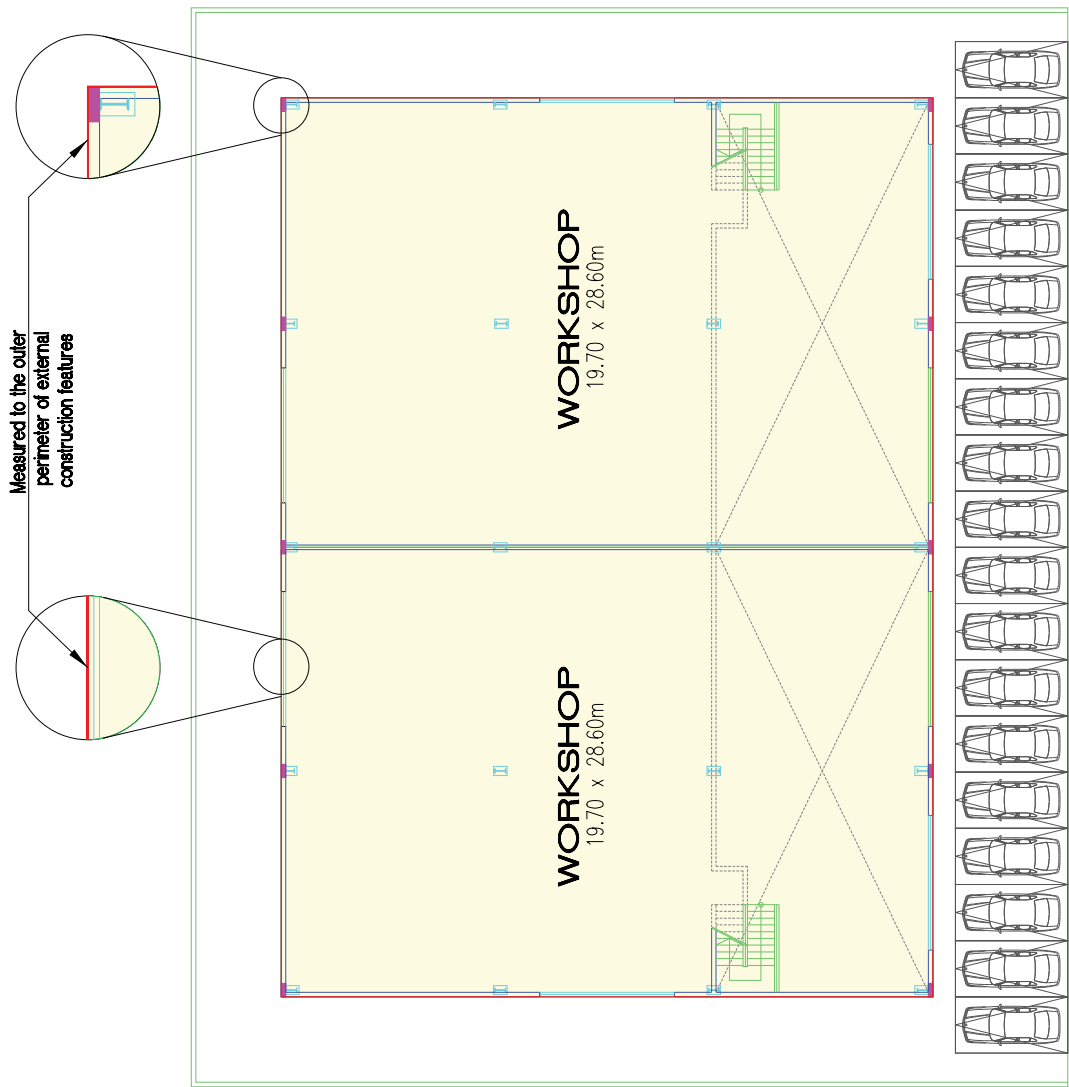 Measured to the outer
perimeter of external
construction features
WORKSHOP
19.70 x 28.60m
WORKSHOP
19.70 x 28.60m